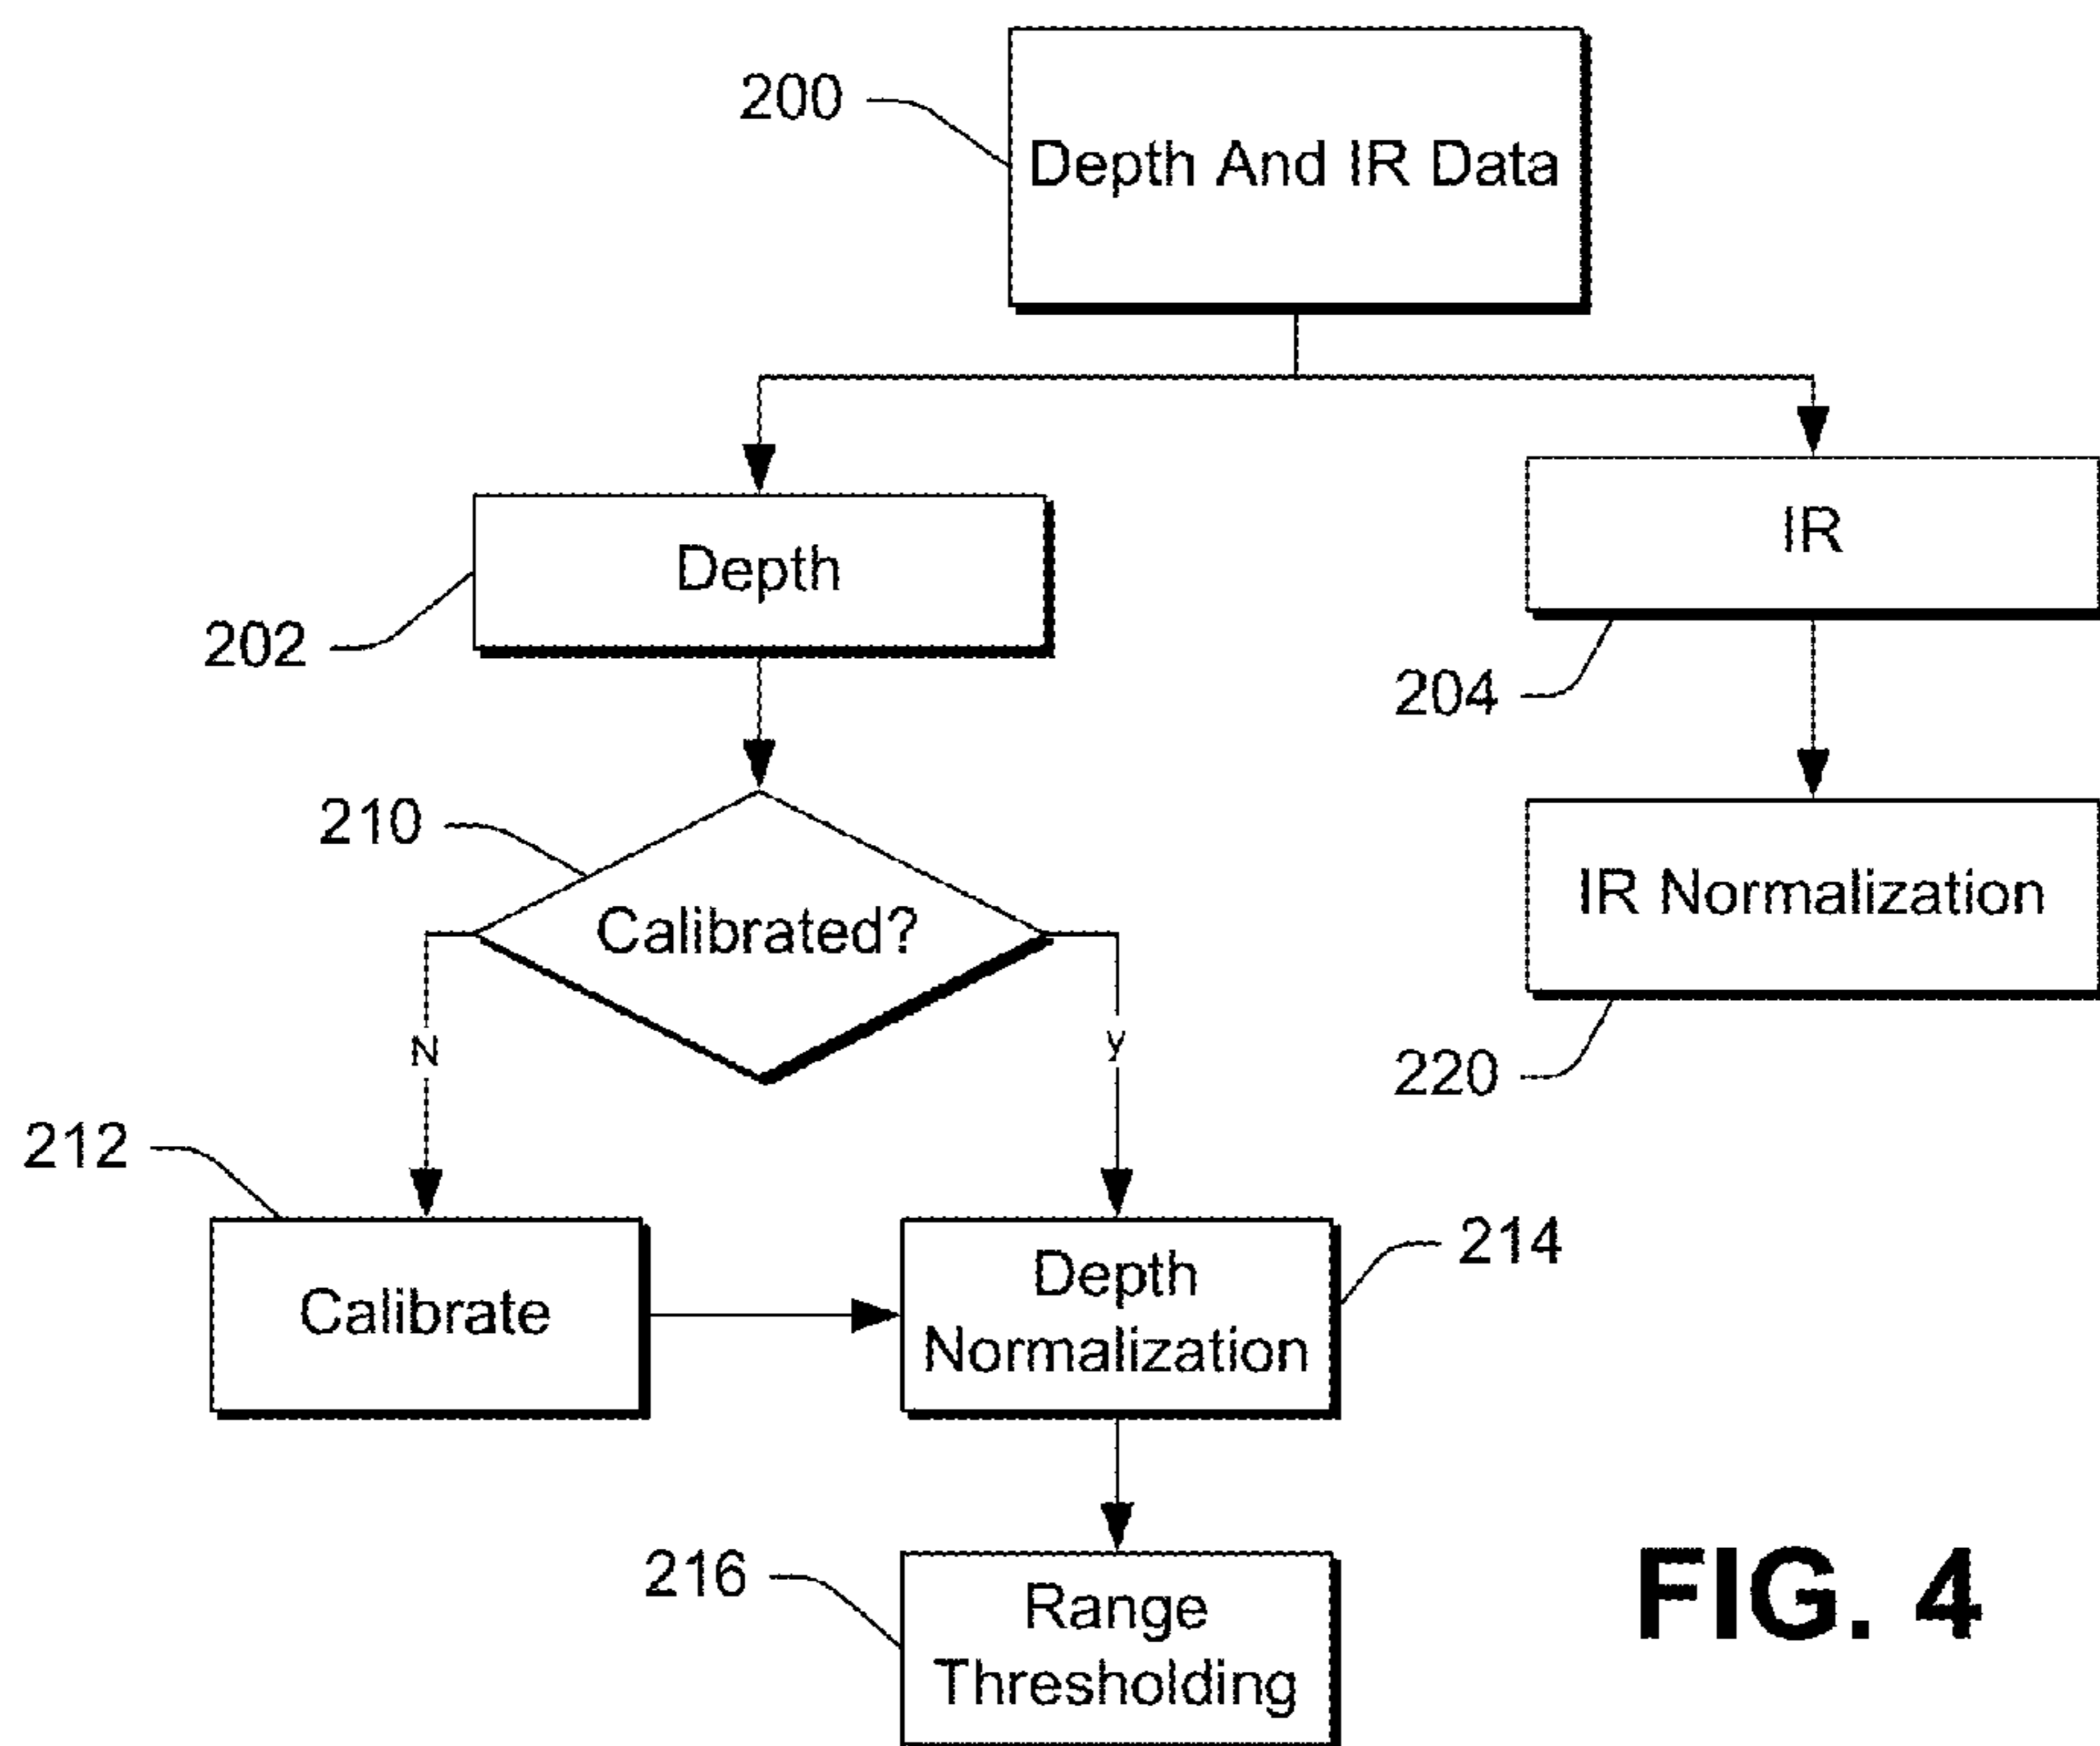 200
Depth And IR Data
Depth
202
IR
204
210
Calibrated?
IR Normalization
220
N
y
212
Calibrate
Depth
Normalization
214
216
Range
Thresholding
FIG. 4